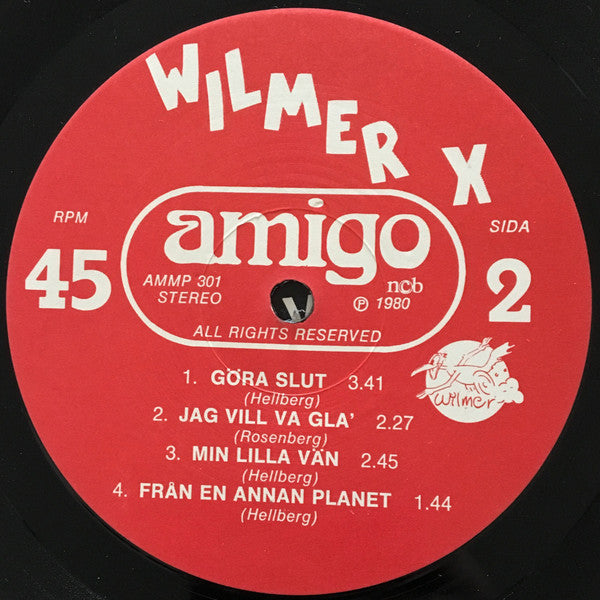 WILMER X
RPM
45
SIDA
2
amigo
AMMP 301
STEREO
ncb
℗ 1980
ALL RIGHTS RESERVED
1. GÖRA SLUT 3.41
(Hellberg)
2. JAG VILL VA GLA' 2.27
(Rosenberg)
3. MIN LILLA VÄN 2.45
(Hellberg)
4. FRÅN EN ANNAN PLANET 1.44
(Hellberg)
wilmer